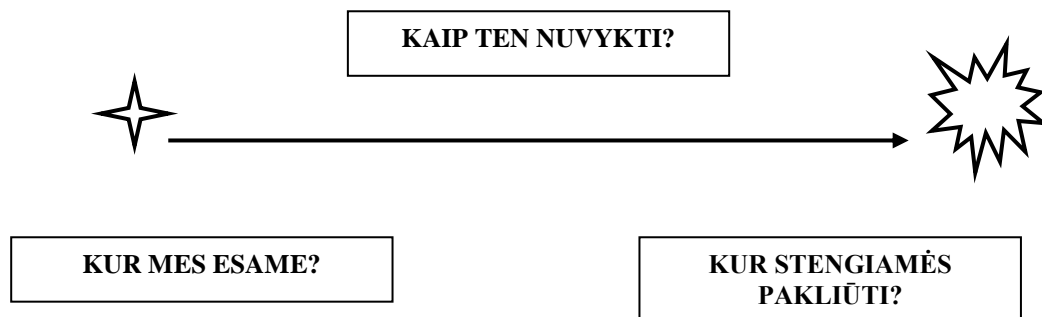 KAIP TEN NUVYKTI?
KUR MES ESAME?
KUR STENGIAMĖS
PAKLIŪTI?